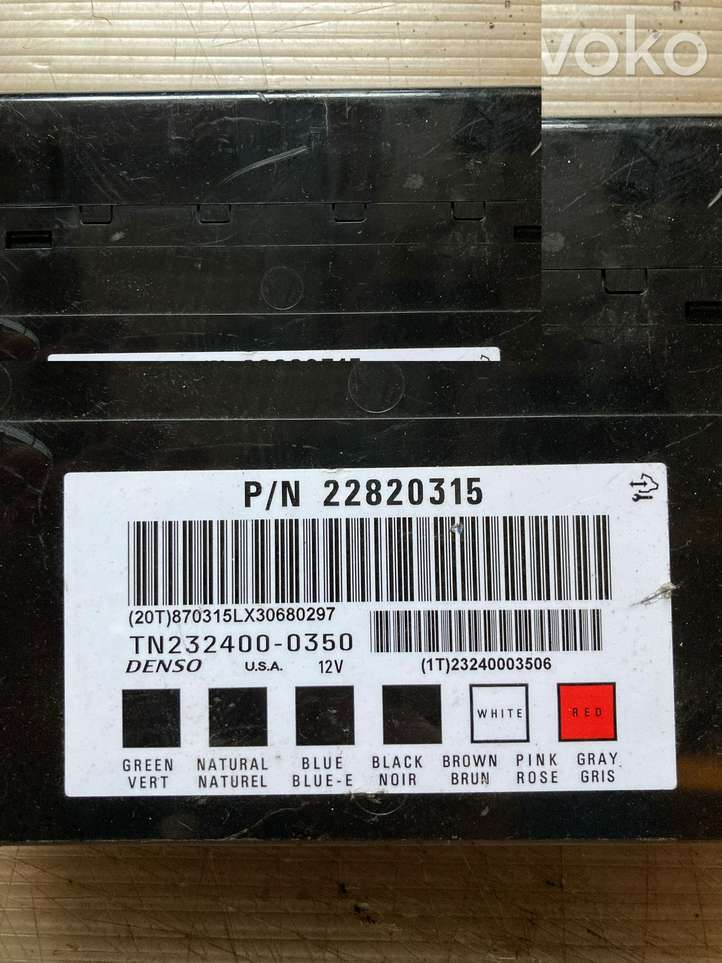 voko
P/N 22820315
(20T)870315LX30680297
TN232400-0350
DENSO U.S.A. 12V (1T)23240003506
WHITE RED
GREEN NATURAL BLUE BLACK BROWN PINK GRAY
VERT NATUREL BLUE-E NOIR BRUN ROSE GRIS